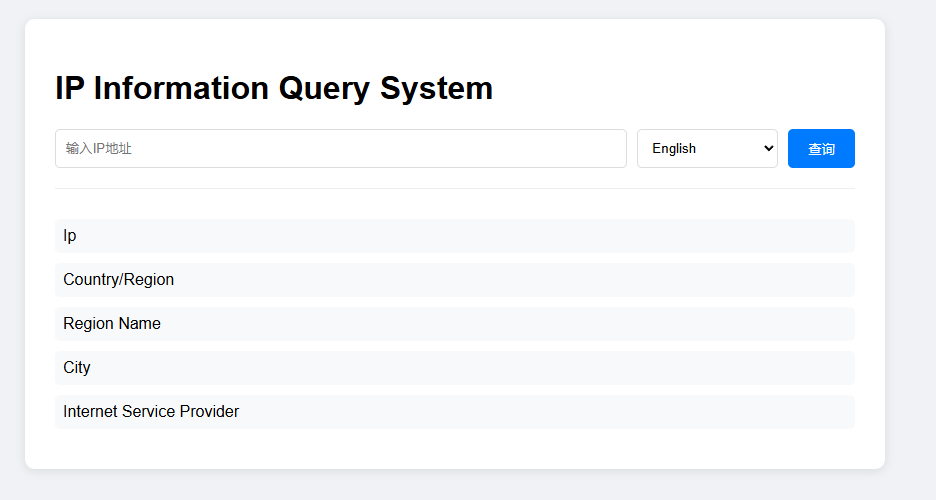 IP Information Query System
输入IP地址
English
查询
Ip
Country/Region
Region Name
City
Internet Service Provider